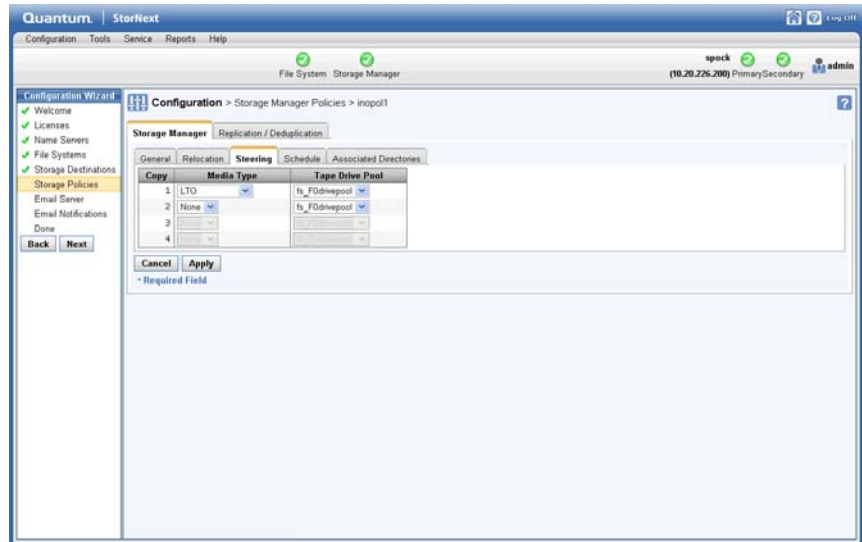 Quantum. StorNext
Log Off
Configuration Tools Service Reports Help
File System Storage Manager
spock
(10.20.226.200) Primary Secondary
admin
Configuration Wizard
Welcome
Licenses
Name Servers
File Systems
Storage Destinations
Storage Policies
Email Server
Email Notifications
Done
Back Next
Configuration > Storage Manager Policies > inopol1
?
Storage Manager Replication / Deduplication
General Relocation Steering Schedule Associated Directories
Copy Media Type Tape Drive Pool
1 LTO fs_F0drivepool
2 None fs_F0drivepool
3
4
Cancel Apply
* Required Field